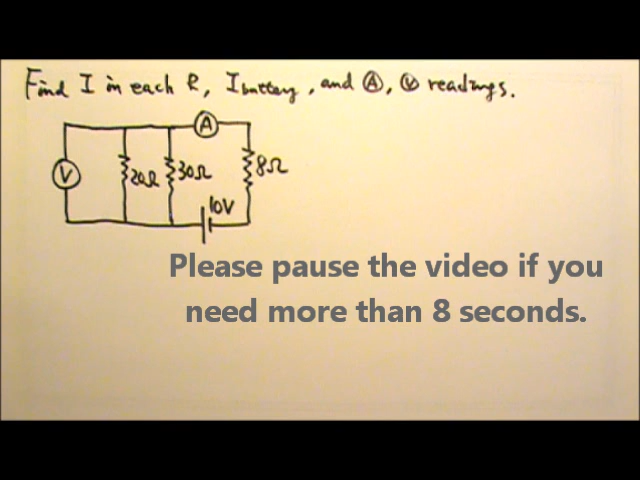 Find I in each R, I battery, and Ⓐ, Ⓥ readings.
A
V
20Ω
30Ω
8Ω
10V
Please pause the video if you
need more than 8 seconds.